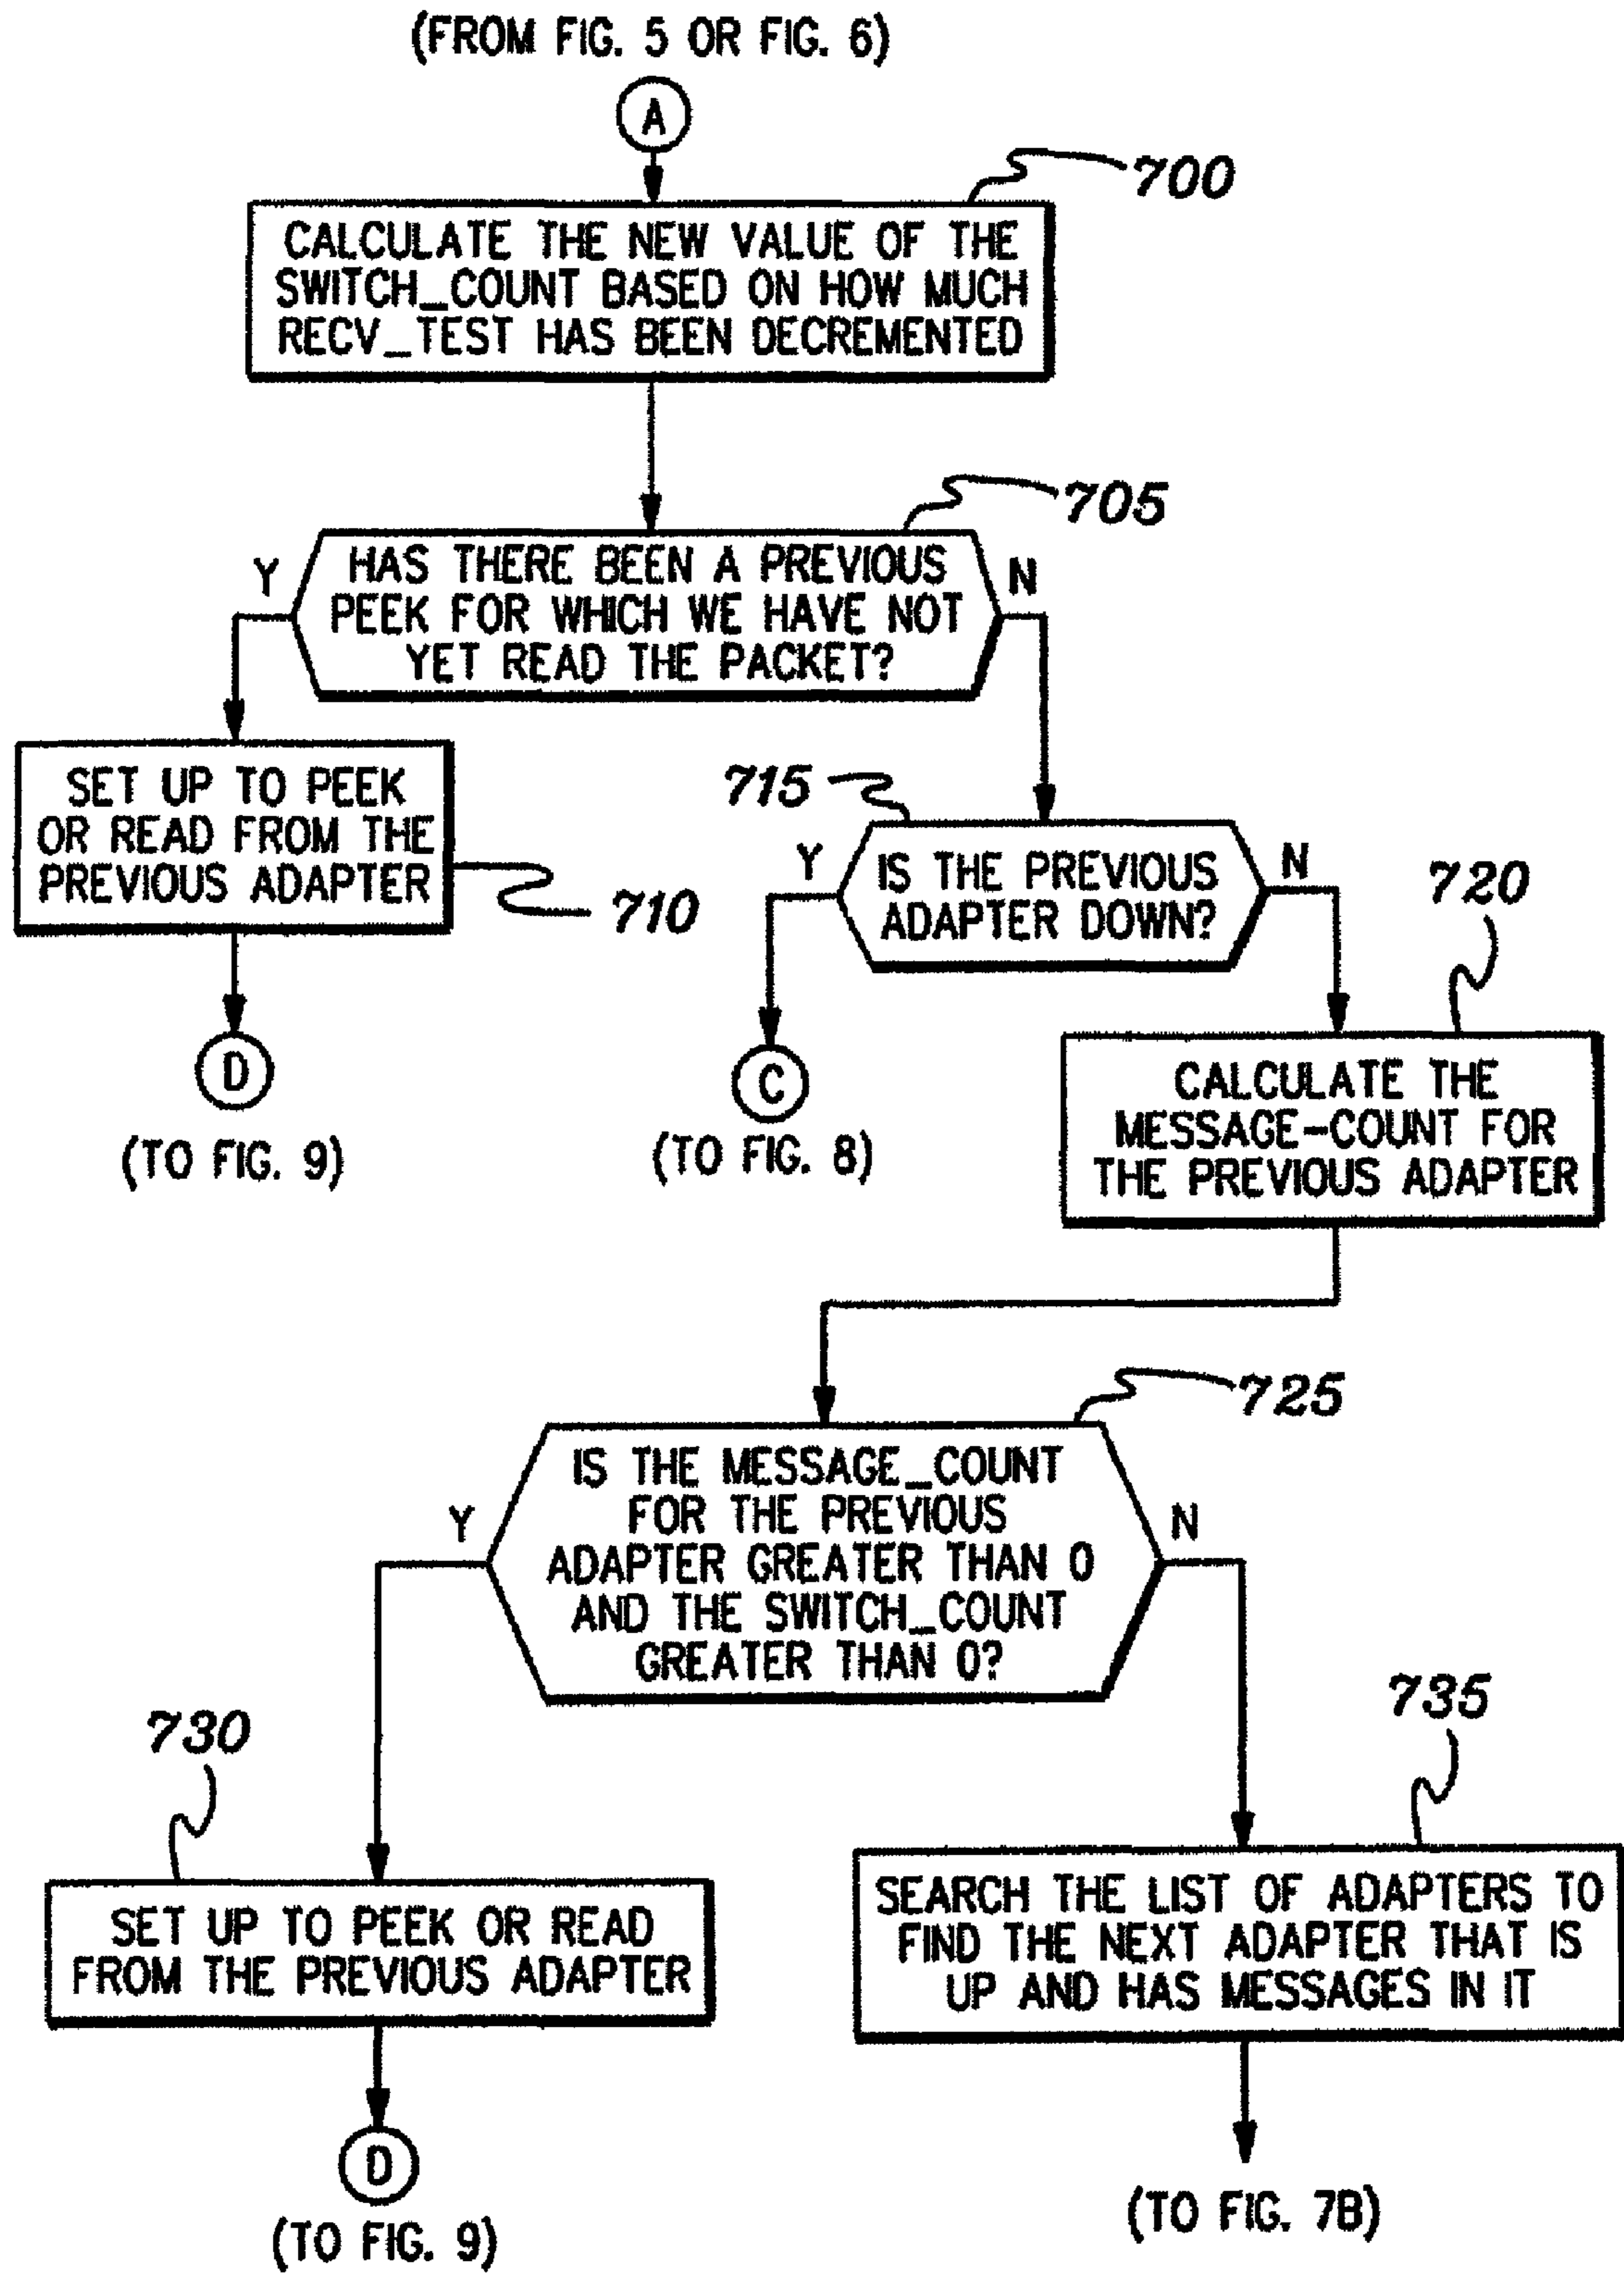 (FROM FIG. 5 OR FIG. 6)
A
700
CALCULATE THE NEW VALUE OF THE
SWITCH_COUNT BASED ON HOW MUCH
RECV_TEST HAS BEEN DECREMENTED
705
Y
HAS THERE BEEN A PREVIOUS
PEEK FOR WHICH WE HAVE NOT
YET READ THE PACKET?
N
SET UP TO PEEK
OR READ FROM THE
PREVIOUS ADAPTER
710
D
(TO FIG. 9)
715
Y
IS THE PREVIOUS
ADAPTER DOWN?
N
C
(TO FIG. 8)
720
CALCULATE THE
MESSAGE-COUNT FOR
THE PREVIOUS ADAPTER
725
Y
IS THE MESSAGE_COUNT
FOR THE PREVIOUS
ADAPTER GREATER THAN 0
AND THE SWITCH_COUNT
GREATER THAN 0?
N
730
SET UP TO PEEK OR READ
FROM THE PREVIOUS ADAPTER
D
(TO FIG. 9)
735
SEARCH THE LIST OF ADAPTERS TO
FIND THE NEXT ADAPTER THAT IS
UP AND HAS MESSAGES IN IT
(TO FIG. 7B)